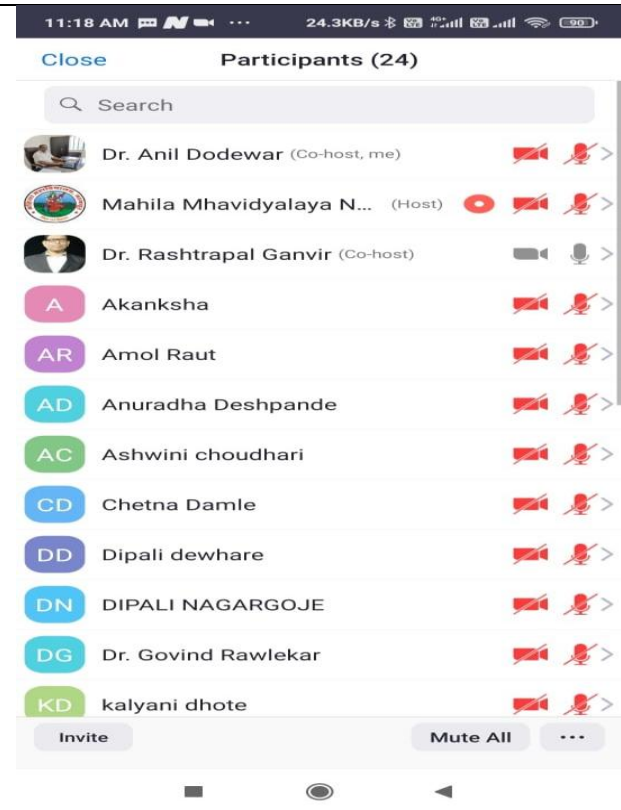 11:18 AM ... 24.3KB/s 4G+ 90
Close Participants (24)
Search
Dr. Anil Dodewar (Co-host, me)
Mahila Mhavidyalaya N... (Host)
Dr. Rashtrapal Ganvir (Co-host)
A Akanksha
AR Amol Raut
AD Anuradha Deshpande
AC Ashwini choudhari
CD Chetna Damle
DD Dipali dewhare
DN DIPALI NAGARGOJE
DG Dr. Govind Rawlekar
KD kalyani dhote
Invite Mute All ...